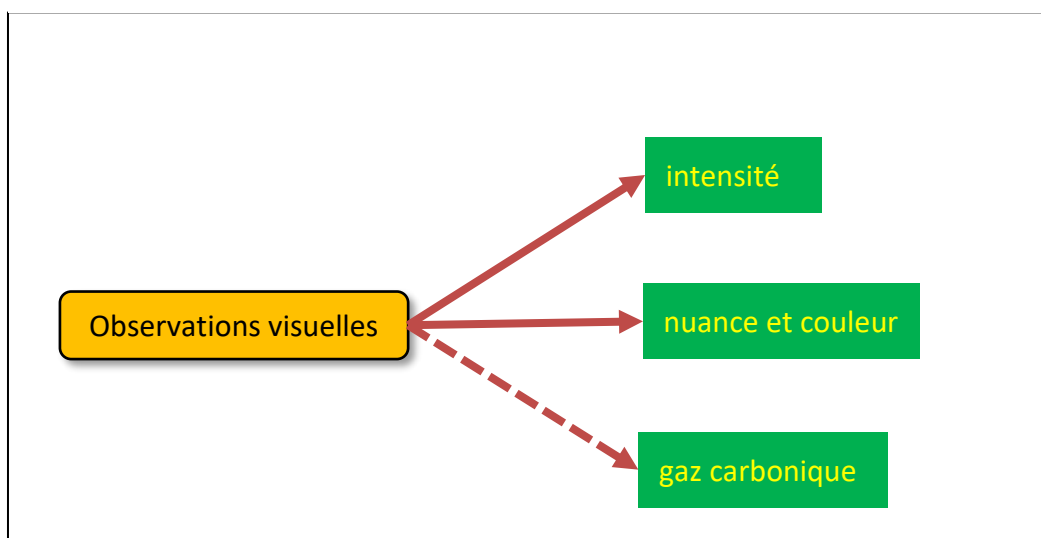 intensité
Observations visuelles
nuance et couleur
gaz carbonique